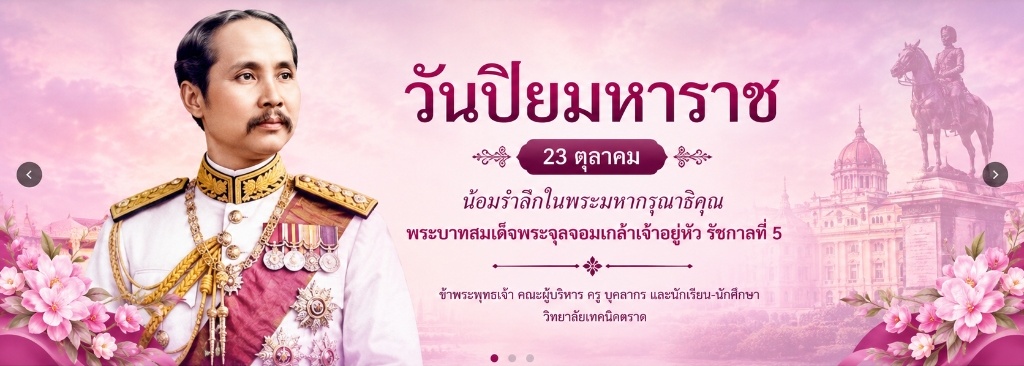 วันปิยมหาราช
23 ตุลาคม
น้อมรำลึกในพระมหากรุณาธิคุณ
พระบาทสมเด็จพระจุลจอมเกล้าเจ้าอยู่หัว รัชกาลที่ 5
ข้าพระพุทธเจ้า คณะผู้บริหาร ครู บุคลากร และนักเรียน-นักศึกษา
วิทยาลัยเทคนิคตราด